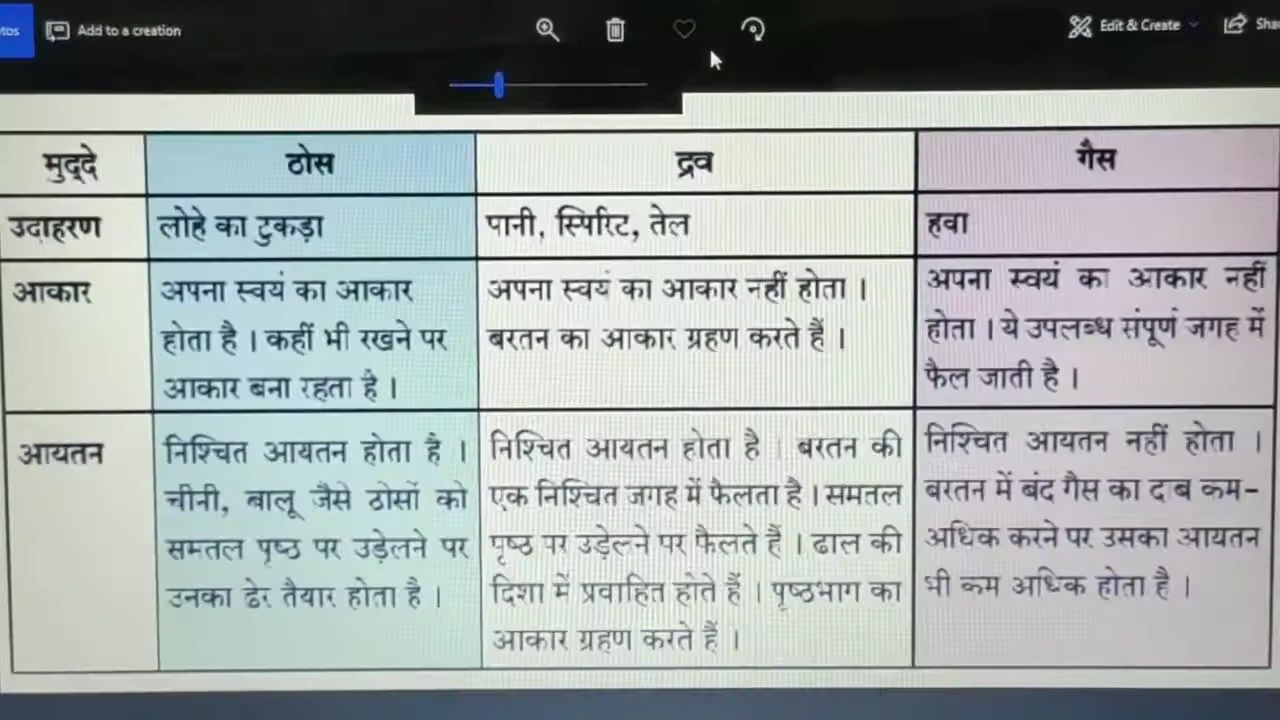 tos
Add to a creation
Edit & Create
मुद्दे
ठोस
द्रव
गैस
उदाहरण
लोहे का टुकड़ा
पानी, स्पिरिट, तेल
हवा
आकार
अपना स्वयं का आकार
होता है । कहीं भी रखने पर
आकार बना रहता है ।
अपना स्वयं का आकार नहीं होता ।
बरतन का आकार ग्रहण करते हैं ।
अपना स्वयं का आकार नहीं
होता । ये उपलब्ध संपूर्ण जगह में
फैल जाती है ।
आयतन
निश्चित आयतन होता है ।
चीनी, बालू जैसे ठोसों को
समतल पृष्ठ पर उड़ेलने पर
उनका ढेर तैयार होता है ।
निश्चित आयतन होता है । बरतन की
एक निश्चित जगह में फैलता है । समतल
पृष्ठ पर उड़ेलने पर फैलते हैं । ढाल की
दिशा में प्रवाहित होते हैं । पृष्ठभाग का
आकार ग्रहण करते हैं ।
निश्चित आयतन नहीं होता ।
बरतन में बंद गैस का दाब कम-
अधिक करने पर उसका आयतन
भी कम अधिक होता है ।